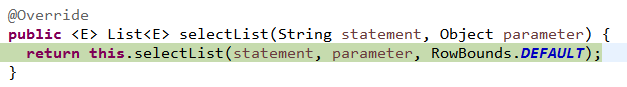 @Override
public <E> List<E> selectList(String statement, Object parameter) {
  return this.selectList(statement, parameter, RowBounds.DEFAULT);
}